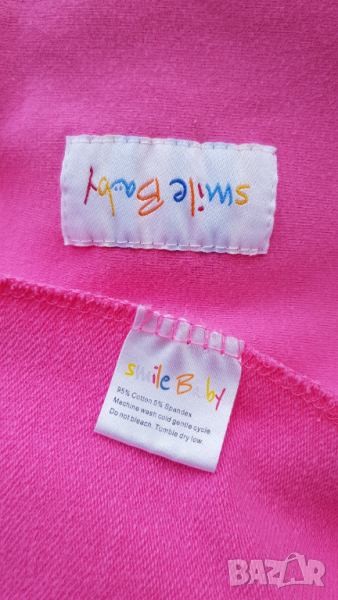 smile Baby
smile Baby
95% Cotton 5% Spandex
Machine wash cold gentle cycle
Do not bleach. Tumble dry low.
BAZAR